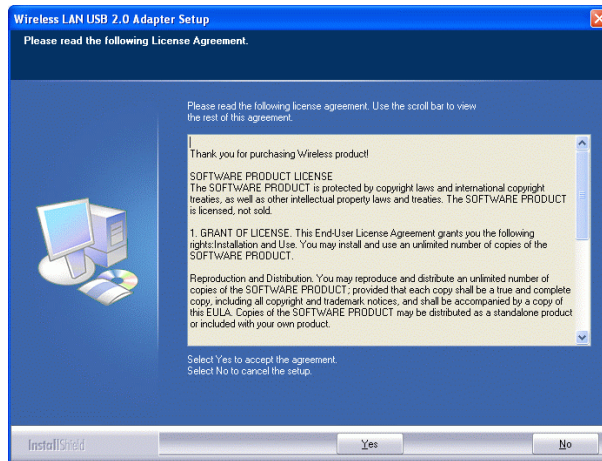 Wireless LAN USB 2.0 Adapter Setup
Please read the following License Agreement.
Please read the following license agreement. Use the scroll bar to view
the rest of this agreement.
Thank you for purchasing Wireless product!
SOFTWARE PRODUCT LICENSE
The SOFTWARE PRODUCT is protected by copyright laws and international copyright
treaties, as well as other intellectual property laws and treaties. The SOFTWARE PRODUCT
is licensed, not sold.
1. GRANT OF LICENSE. This End-User License Agreement grants you the following
rights:Installation and Use. You may install and use an unlimited number of copies of the
SOFTWARE PRODUCT.
Reproduction and Distribution. You may reproduce and distribute an unlimited number of
copies of the SOFTWARE PRODUCT; provided that each copy shall be a true and complete
copy, including all copyright and trademark notices, and shall be accompanied by a copy of
this EULA. Copies of the SOFTWARE PRODUCT may be distributed as a standalone product
or included with your own product.
Select Yes to accept the agreement.
Select No to cancel the setup.
InstallShield
Yes
No